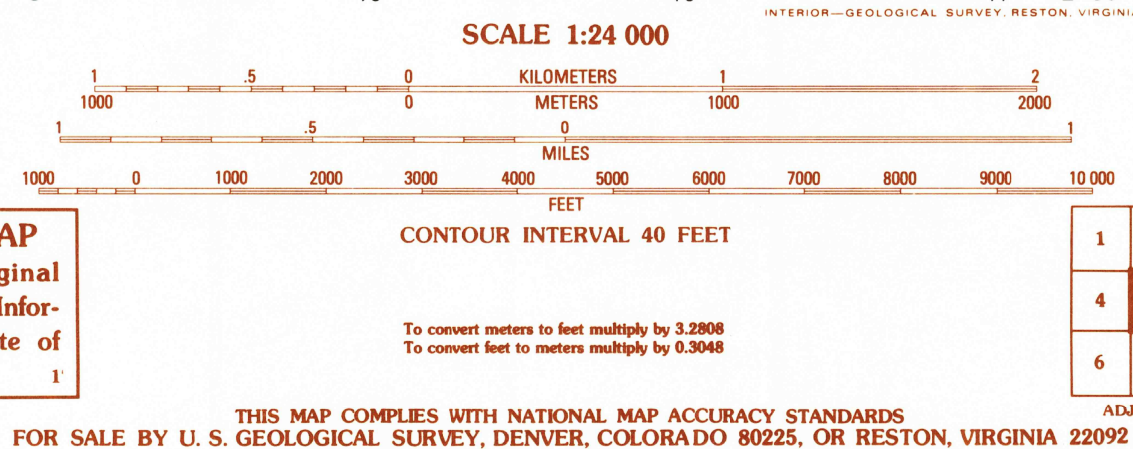 INTERIOR—GEOLOGICAL SURVEY, RESTON, VIRGINIA
SCALE 1:24 000
1 .5 0 KILOMETERS 1 2
1000 0 METERS 1000 2000
1 .5 0 1
MILES
1000 0 1000 2000 3000 4000 5000 6000 7000 8000 9000 10 000
FEET
AP
ginal
Infor-
te of
1
CONTOUR INTERVAL 40 FEET
To convert meters to feet multiply by 3.2808
To convert feet to meters multiply by 0.3048
1
4
6
ADJ
THIS MAP COMPLIES WITH NATIONAL MAP ACCURACY STANDARDS
FOR SALE BY U. S. GEOLOGICAL SURVEY, DENVER, COLORADO 80225, OR RESTON, VIRGINIA 22092